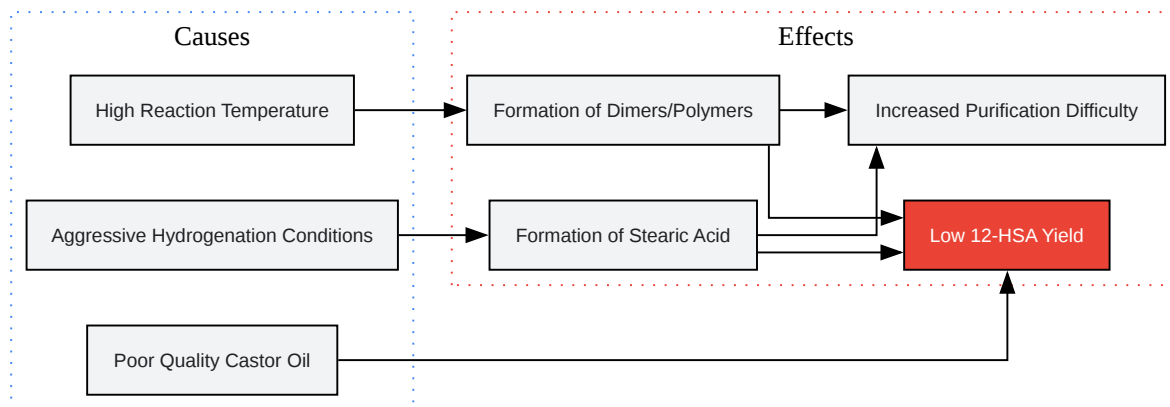 Causes
Effects
High Reaction Temperature
Formation of Dimers/Polymers
Increased Purification Difficulty
Aggressive Hydrogenation Conditions
Formation of Stearic Acid
Low 12-HSA Yield
Poor Quality Castor Oil